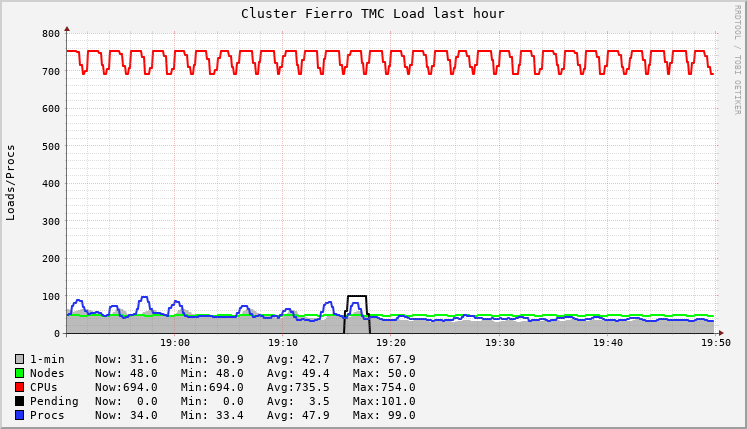 Cluster Fierro TMC Load last hour
RRDTOOL / TOBI OETIKER
Loads/Procs
800
700
600
500
400
300
200
100
0
19:00 19:10 19:20 19:30 19:40 19:50
1-min Now: 31.6 Min: 30.9 Avg: 42.7 Max: 67.9
Nodes Now: 48.0 Min: 48.0 Avg: 49.4 Max: 50.0
CPUs Now:694.0 Min:694.0 Avg:735.5 Max:754.0
Pending Now: 0.0 Min: 0.0 Avg: 3.5 Max:101.0
Procs Now: 34.0 Min: 33.4 Avg: 47.9 Max: 99.0